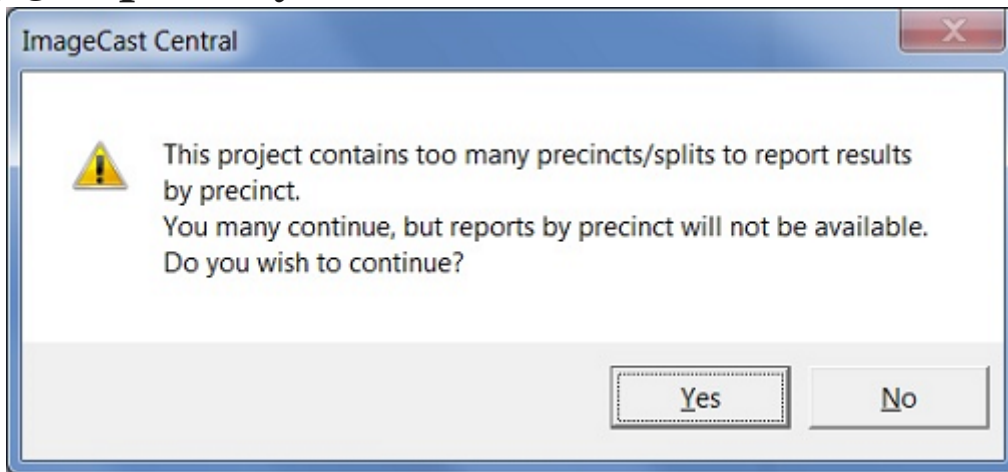 ImageCast Central
This project contains too many precincts/splits to report results
by precinct.
You many continue, but reports by precinct will not be available.
Do you wish to continue?
Yes
No